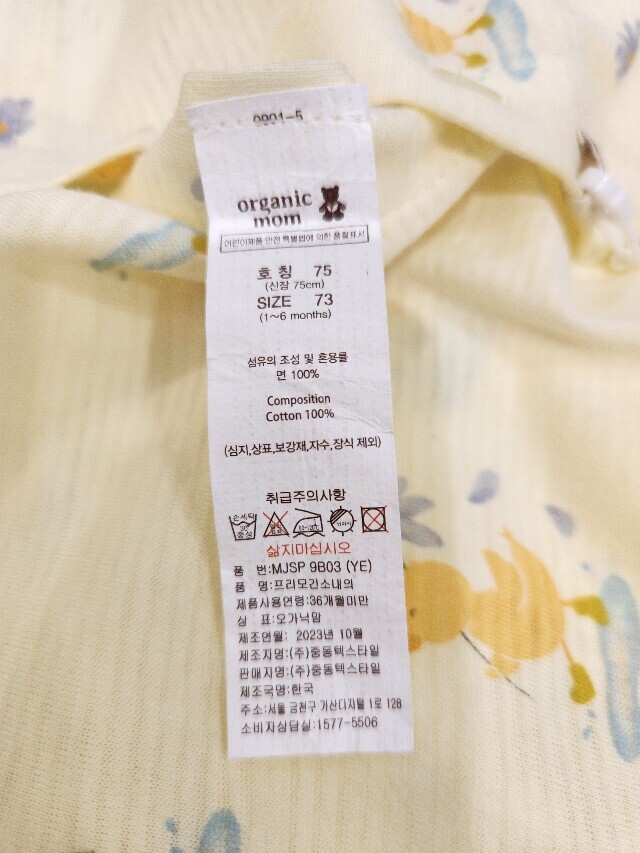 0901-5
organic
mom
어린이제품 안전 특별법에 의한 품질표시
호 칭 75
(신장 75cm)
SIZE 73
(1~6 months)
섬유의 조성 및 혼용률
면 100%
Composition
Cotton 100%
(심지,상표,보강재,자수,장식 제외)
취급주의사항
손세탁
30
중성
삶지마십시오
품 번:MJSP 9B03 (YE)
품 명:프리모긴소내의
제품사용연령:36개월미만
상 표:오가닉맘
제조연월: 2023년 10월
제조자명:(주)중동텍스타일
판매자명:(주)중동텍스타일
제조국명:한국
주소:서울 금천구 가산디지털 1로 128
소비자상담실:1577-5506